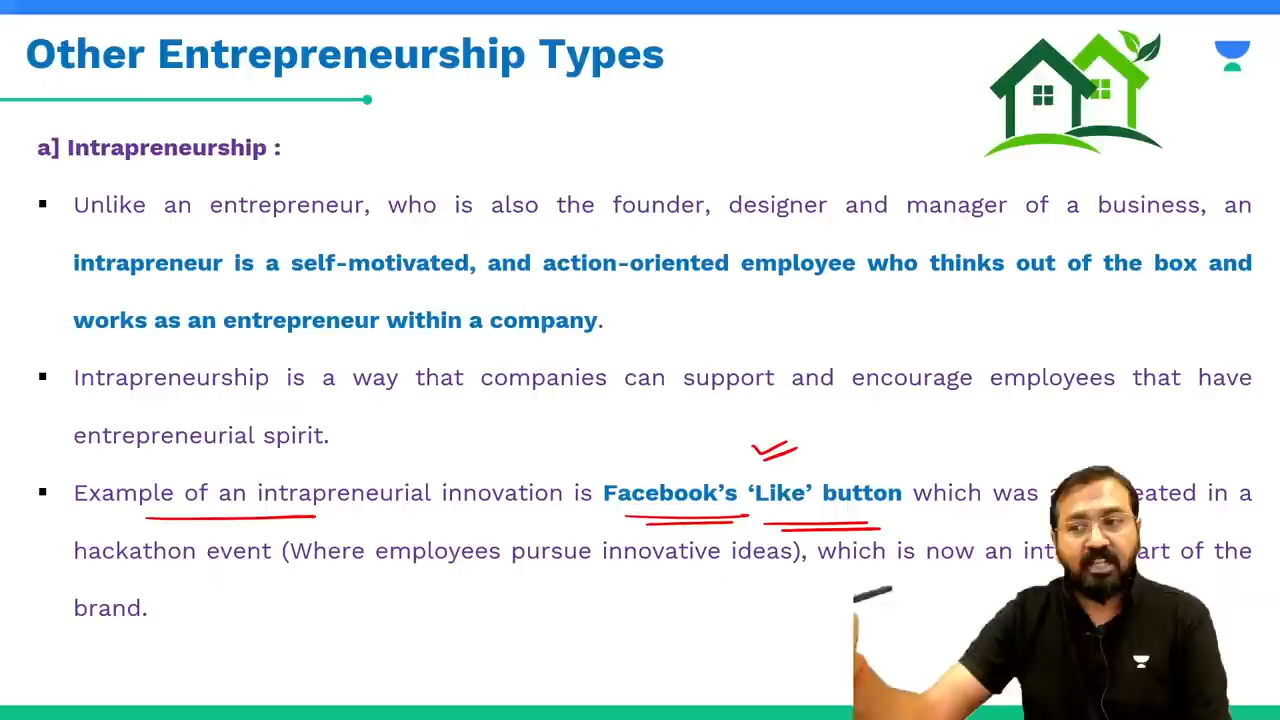 Other Entrepreneurship Types
a] Intrapreneurship :
▪ Unlike an entrepreneur, who is also the founder, designer and manager of a business, an
intrapreneur is a self-motivated, and action-oriented employee who thinks out of the box and
works as an entrepreneur within a company.
▪ Intrapreneurship is a way that companies can support and encourage employees that have
entrepreneurial spirit.
▪ Example of an intrapreneurial innovation is Facebook's ‘Like’ button which was in a
hackathon event (Where employees pursue innovative ideas), which is now an of the
brand.